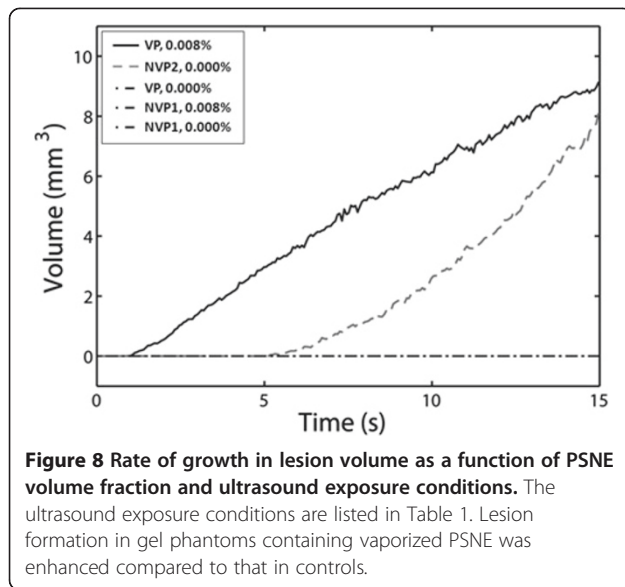 Volume (mm³)
10
8
6
4
2
0
VP, 0.008%
NVP2, 0.000%
VP, 0.000%
NVP1, 0.008%
NVP1, 0.000%
0
5
10
15
Time (s)
Figure 8 Rate of growth in lesion volume as a function of PSNE
volume fraction and ultrasound exposure conditions. The
ultrasound exposure conditions are listed in Table 1. Lesion
formation in gel phantoms containing vaporized PSNE was
enhanced compared to that in controls.